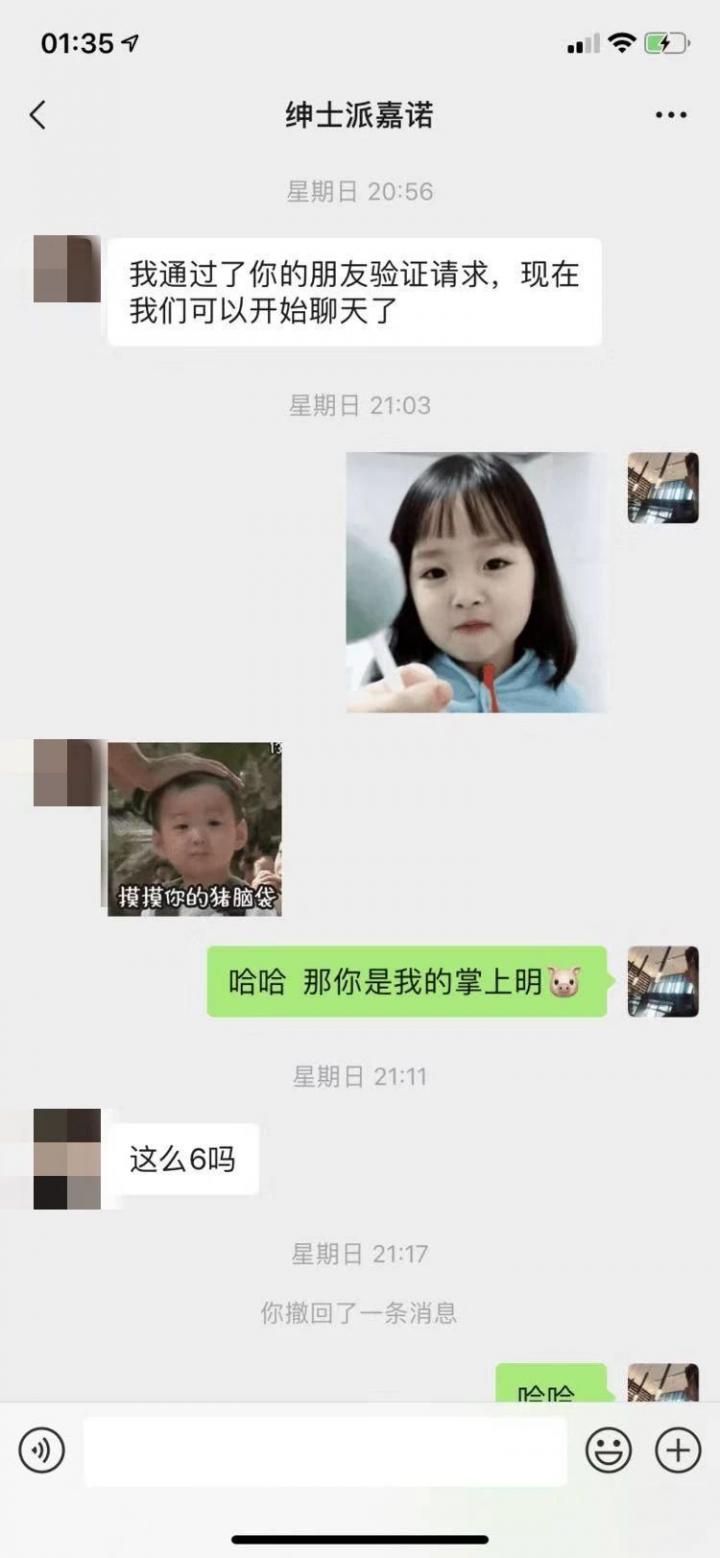 01:35
绅士派嘉诺
星期日 20:56
我通过了你的朋友验证请求，现在
我们可以开始聊天了
星期日 21:03
摸摸你的猪脑袋
哈哈 那你是我的掌上明🐷
星期日 21:11
这么6吗
星期日 21:17
你撤回了一条消息
哈哈